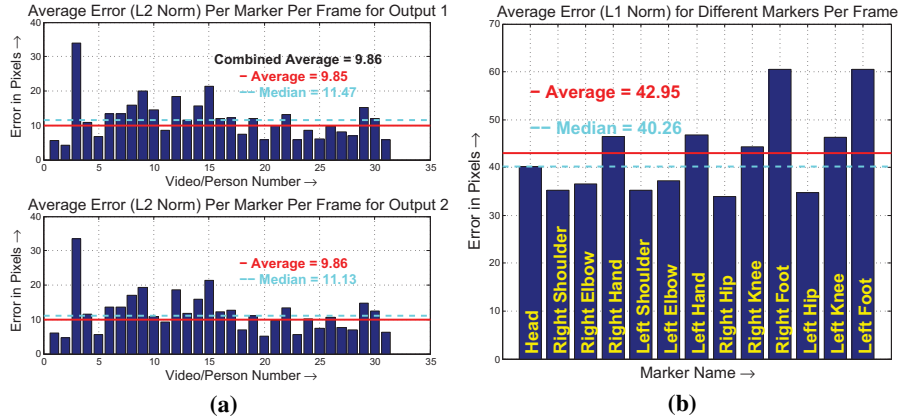 Average Error (L2 Norm) Per Marker Per Frame for Output 1
Error in Pixels →
40
30
20
10
0
Combined Average = 9.86
– Average = 9.85
-- Median = 11.47
0 5 10 15 20 25 30 35
Video/Person Number →
Average Error (L2 Norm) Per Marker Per Frame for Output 2
Error in Pixels →
40
30
20
10
0
– Average = 9.86
-- Median = 11.13
0 5 10 15 20 25 30 35
Video/Person Number →
(a)
Average Error (L1 Norm) for Different Markers Per Frame
Error in Pixels →
70
60
50
40
30
20
10
0
– Average = 42.95
-- Median = 40.26
Head
Right Shoulder
Right Elbow
Right Hand
Left Shoulder
Left Elbow
Left Hand
Right Hip
Right Knee
Right Foot
Left Hip
Left Knee
Left Foot
Marker Name →
(b)